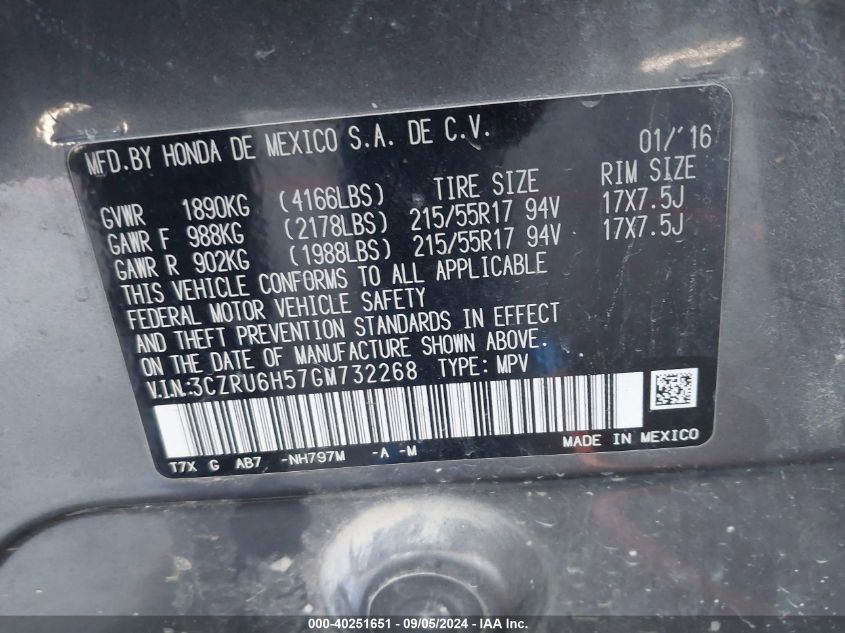 MFD.BY HONDA DE MEXICO S.A. DE C.V. 01/'16
GVWR 1890KG (4166LBS) TIRE SIZE RIM SIZE
GAWR F 988KG (2178LBS) 215/55R17 94V 17X7.5J
GAWR R 902KG (1988LBS) 215/55R17 94V 17X7.5J
THIS VEHICLE CONFORMS TO ALL APPLICABLE
FEDERAL MOTOR VEHICLE SAFETY
AND THEFT PREVENTION STANDARDS IN EFFECT
ON THE DATE OF MANUFACTURE SHOWN ABOVE.
V.I.N.:3CZRU6H57GM732268 TYPE: MPV
MADE IN MEXICO
T7X G AB7 -NH797M -A -M
000-40251651 - 09/05/2024 - IAA Inc.